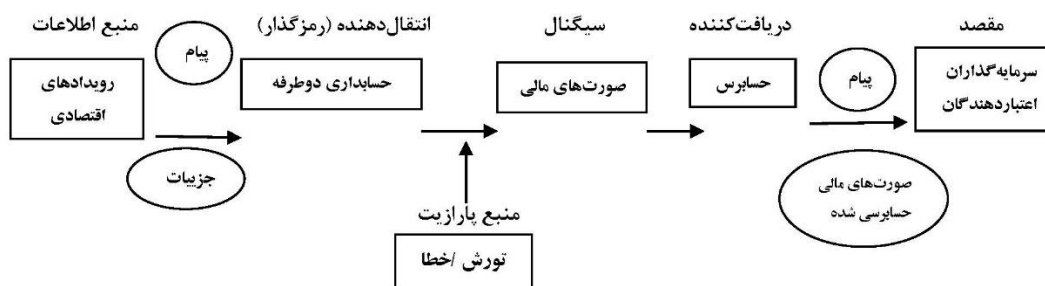 منبع اطلاعات
پیام
انتقال‌دهنده (رمزگذار)
سیگنال
دریافت‌کننده
مقصد
رویدادهای
اقتصادی
حسابداری دوطرفه
صورت‌های مالی
حسابرس
پیام
سرمایه‌گذاران
اعتباردهندگان
جزییات
صورت‌های مالی
حسابرسی شده
منبع پارازیت
تورش /خطا